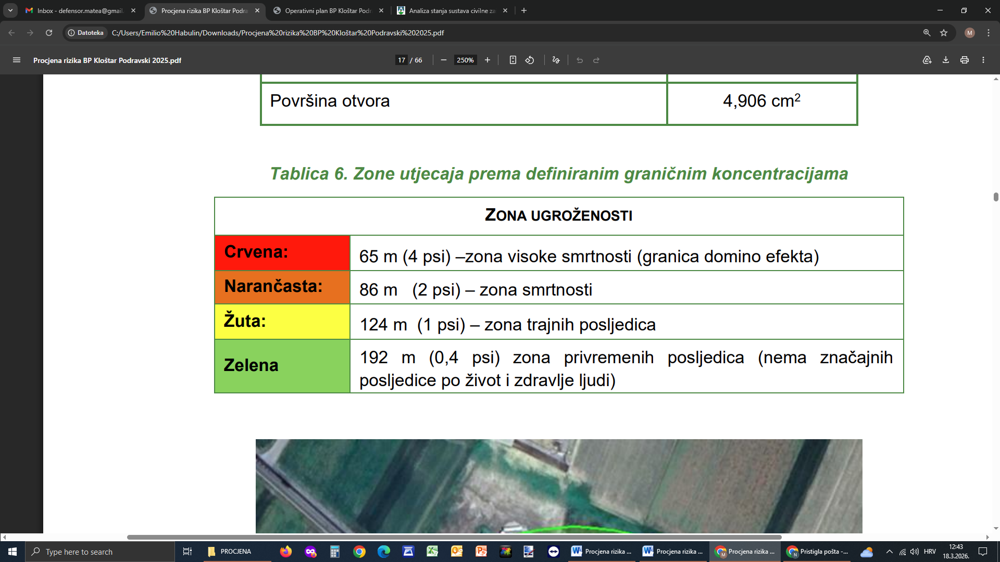 Inbox - defensor.matea@gmail.
Procjena rizika BP Kloštar Podra
Operativni plan BP Kloštar Podr
Analiza stanja sustava civilne za
Datoteka
C:/Users/Emilio%20Habulin/Downloads/Procjena%20rizika%20BP%20Kloštar%20Podravski%202025.pdf
M
Procjena rizika BP Kloštar Podravski 2025.pdf
17 / 66
250%
Površina otvora
4,906 cm²
Tablica 6. Zone utjecaja prema definiranim graničnim koncentracijama
ZONA UGROŽENOSTI
Crvena:
65 m (4 psi) –zona visoke smrtnosti (granica domino efekta)
Narančasta:
86 m (2 psi) – zona smrtnosti
Žuta:
124 m (1 psi) – zona trajnih posljedica
Zelena
192 m (0,4 psi) zona privremenih posljedica (nema značajnih
posljedice po život i zdravlje ljudi)
Type here to search
PROCJENA
Procjena rizika ...
Procjena rizika ...
Procjena rizika ...
Pristigla pošta -...
HRV
12:43
18.3.2026.